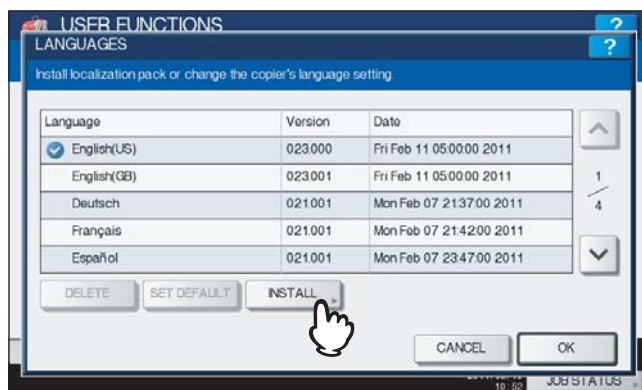 USER FUNCTIONS
?
LANGUAGES
?
Install localization pack or change the copier's language setting.
Language Version Date
English(US) 023.000 Fri Feb 11 05:00:00 2011
English(GB) 023.001 Fri Feb 11 05:00:00 2011
Deutsch 021.001 Mon Feb 07 21:37:00 2011
Français 021.001 Mon Feb 07 21:42:00 2011
Español 021.001 Mon Feb 07 23:47:00 2011
1
4
DELETE SET DEFAULT INSTALL
CANCEL OK
10:52 JOB STATUS